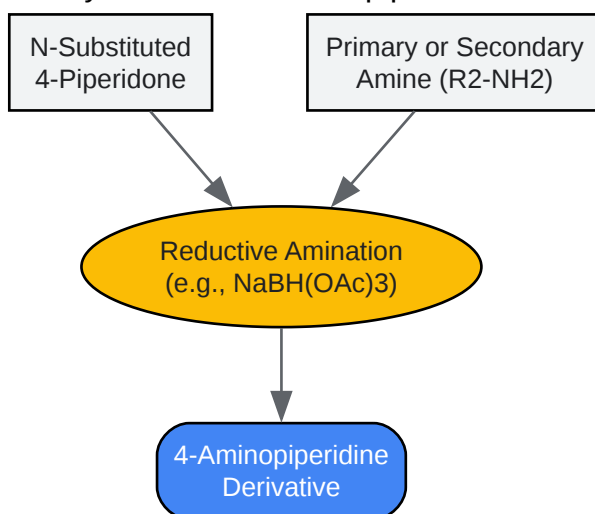 N-Substituted
4-Piperidone
Primary or Secondary
Amine (R2-NH2)
Reductive Amination
(e.g., NaBH(OAc)3)
4-Aminopiperidine
Derivative